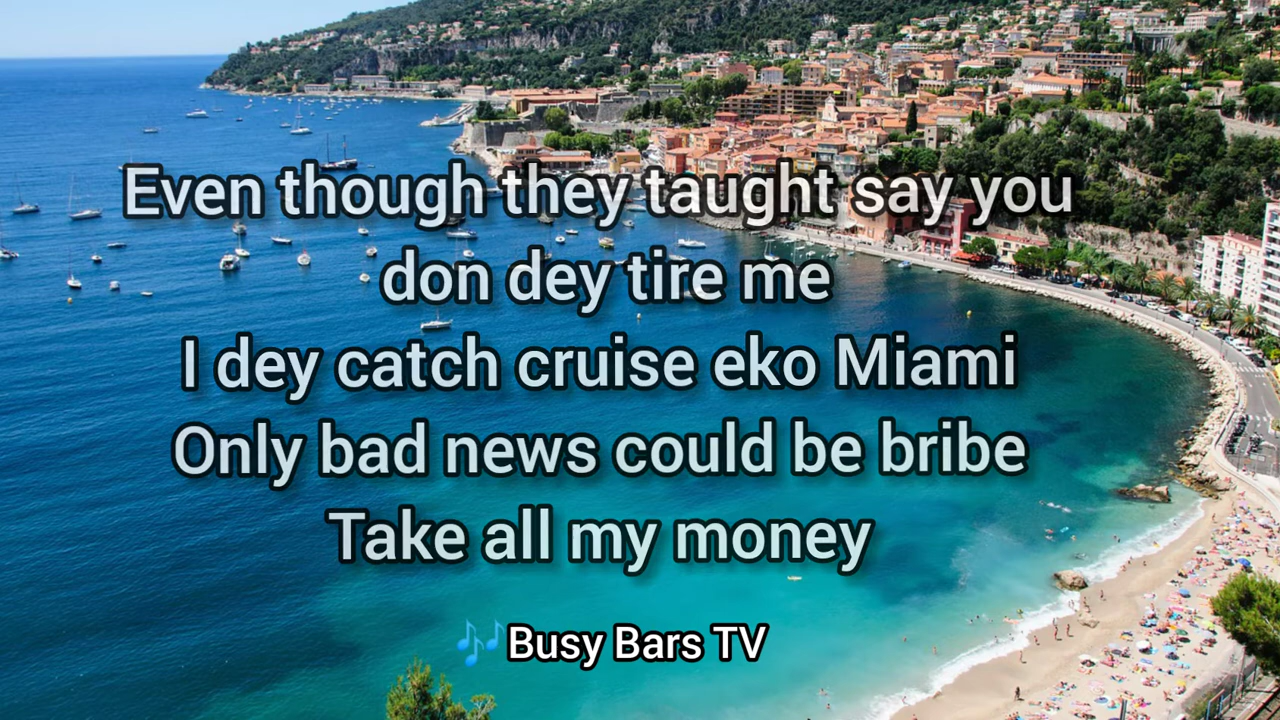 Even though they taught say you
don dey tire me
I dey catch cruise eko Miami
Only bad news could be bribe
Take all my money
🎶 Busy Bars TV